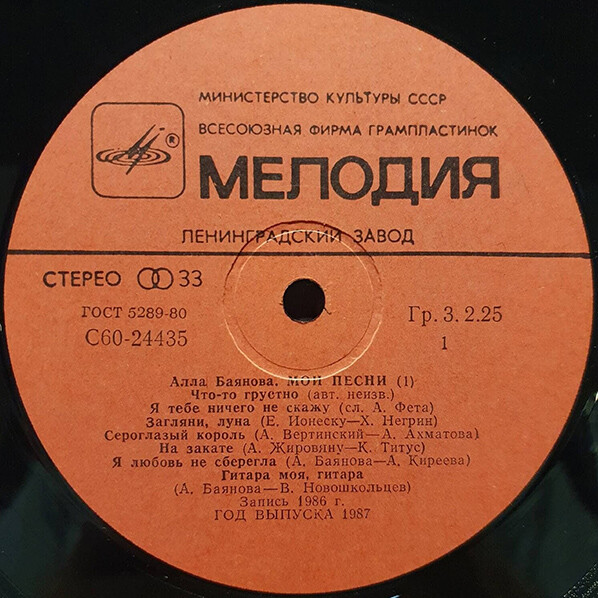 МИНИСТЕРСТВО КУЛЬТУРЫ СССР
ВСЕСОЮЗНАЯ ФИРМА ГРАМПЛАСТИНОК
®
МЕЛОДИЯ
ЛЕНИНГРАДСКИЙ ЗАВОД
СТЕРЕО 33
ГОСТ 5289-80
С60-24435
Гр. 3. 2.25
1
Алла Баянова. МОИ ПЕСНИ (1)
Что-то грустно (авт. неизв.)
Я тебе ничего не скажу (сл. А. Фета)
Загляни, луна (Е. Ионеску—Х. Негрин)
Сероглазый король (А. Вертинский—А. Ахматова)
На закате (А. Жировяну—К. Титус)
Я любовь не сберегла (А. Баянова—А. Киреева)
Гитара моя, гитара
(А. Баянова—В. Новошкольцев)
Запись 1986 г.
ГОД ВЫПУСКА 1987